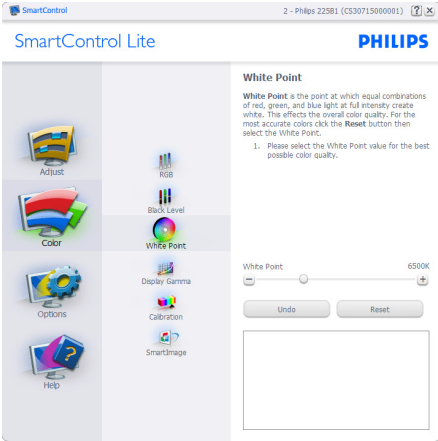 SmartControl
2 - Philips 225B1 (CS30715000001)
SmartControl Lite
PHILIPS
Adjust
Color
Options
Help
RGB
Black Level
White Point
Display Gamma
Calibration
SmartImage
White Point
White Point is the point at which equal combinations
of red, green, and blue light at full intensity create
white. This effects the overall color quality. For the
most accurate colors click the Reset button then
select the White Point.
1. Please select the White Point value for the best
possible color quality.
White Point 6500K
Undo
Reset